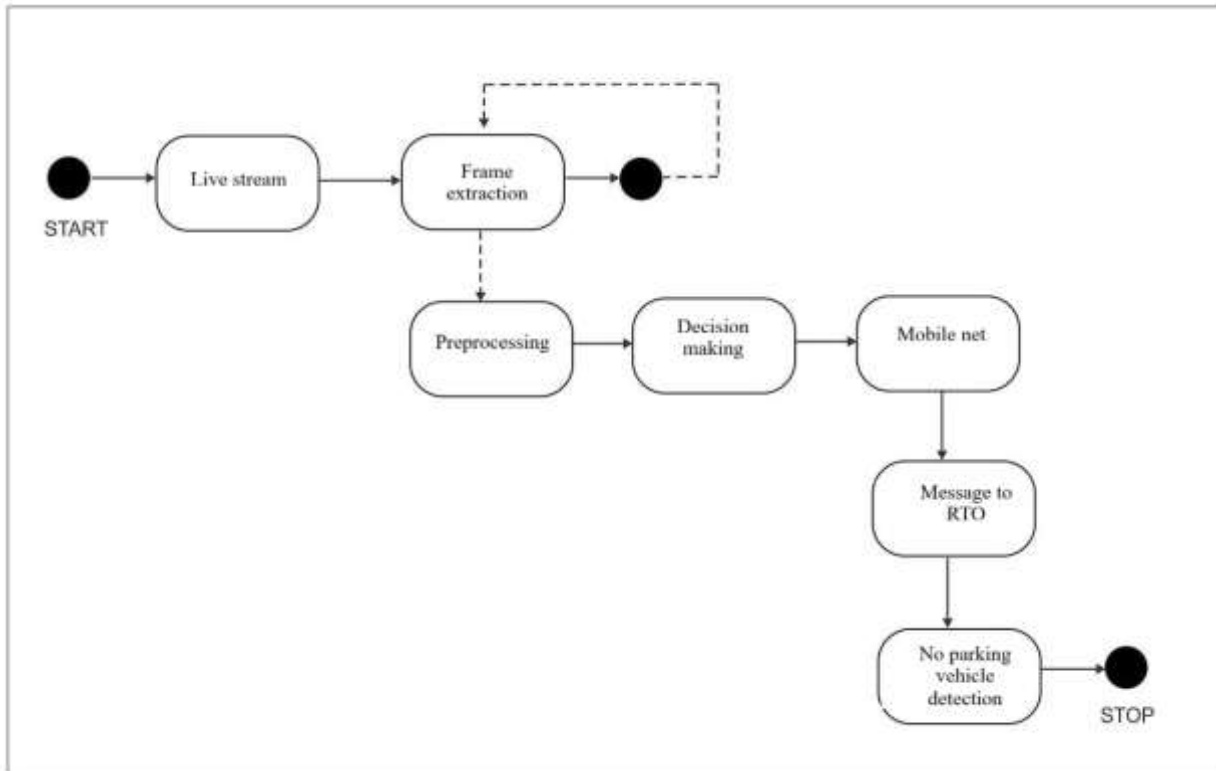 Live stream
Frame
extraction
START
Preprocessing
Decision
making
Mobile net
Message to
RTO
No parking
vehicle
detection
STOP